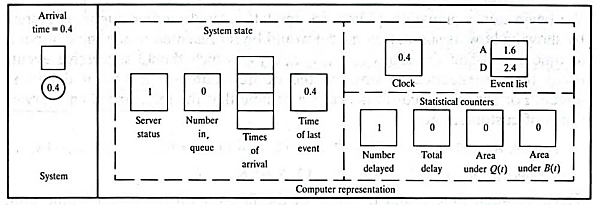 Arrival
time = 0.4
0.4
System
System state
1
Server
status
0
Number
in,
queue
Times
of
arrival
0.4
Time
of last
event
0.4
Clock
A 1.6
D 2.4
Event list
Statistical counters
1
Number
delayed
0
Total
delay
0
Area
under Q(t)
0
Area
under B(t)
Computer representation